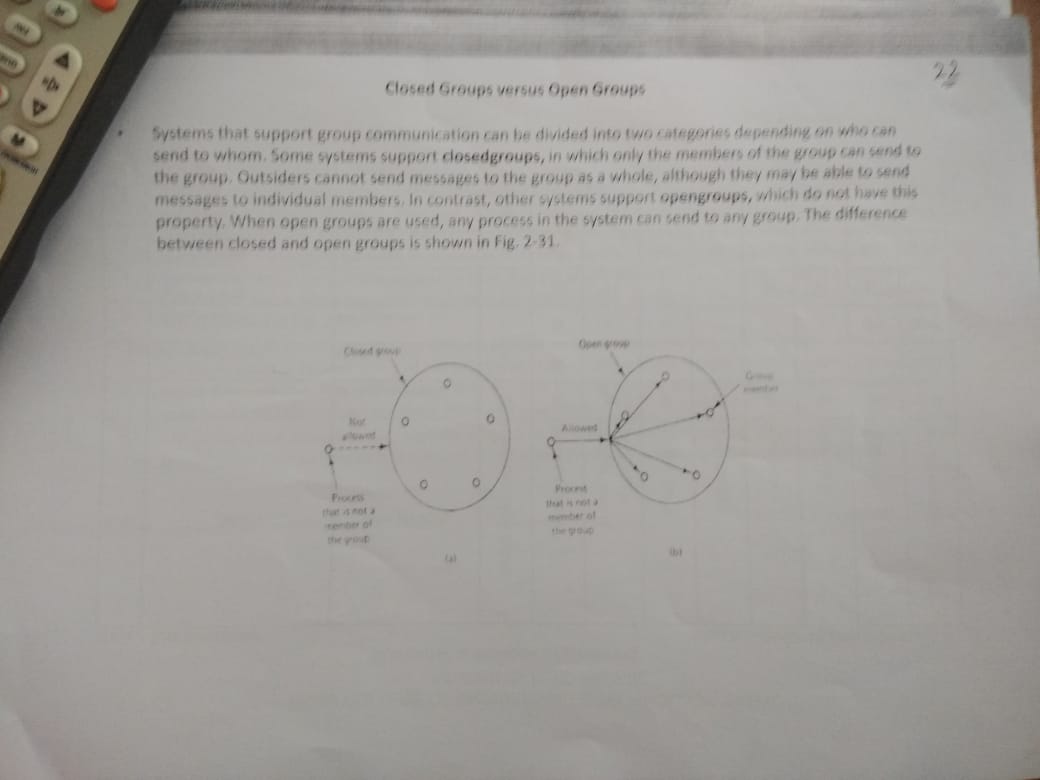 22
Closed Groups versus Open Groups
• Systems that support group communication can be divided into two categories depending on who can
send to whom. Some systems support closedgroups, in which only the members of the group can send to
the group. Outsiders cannot send messages to the group as a whole, although they may be able to send
messages to individual members. In contrast, other systems support opengroups, which do not have this
property. When open groups are used, any process in the system can send to any group. The difference
between closed and open groups is shown in Fig. 2-31.
Closed group
Not
allowed
Process
that is not a
member of
the group
(a)
Open group
Group
member
Allowed
Process
that is not a
member of
the group
(b)